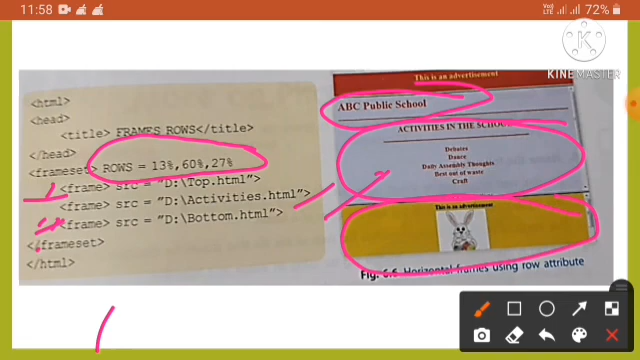 11:58
Vo) LTE 72%
KINEMASTER
<html>
<head>
<title> FRAMES ROWS</title>
</head>
<frameset> ROWS = 13%,60%,27%
<frame> src = "D:\Top.html">
<frame> src = "D:\Activities.html">
<frame> src = "D:\Bottom.html">
</frameset>
</html>
This is an advertisement
ABC Public School
ACTIVITIES IN THE SCHOOL
Debates
Dance
Daily Assembly Thoughts
Best out of waste
Craft
This is an advertisement
Fig. 6.6 Horizontal frames using row attribute